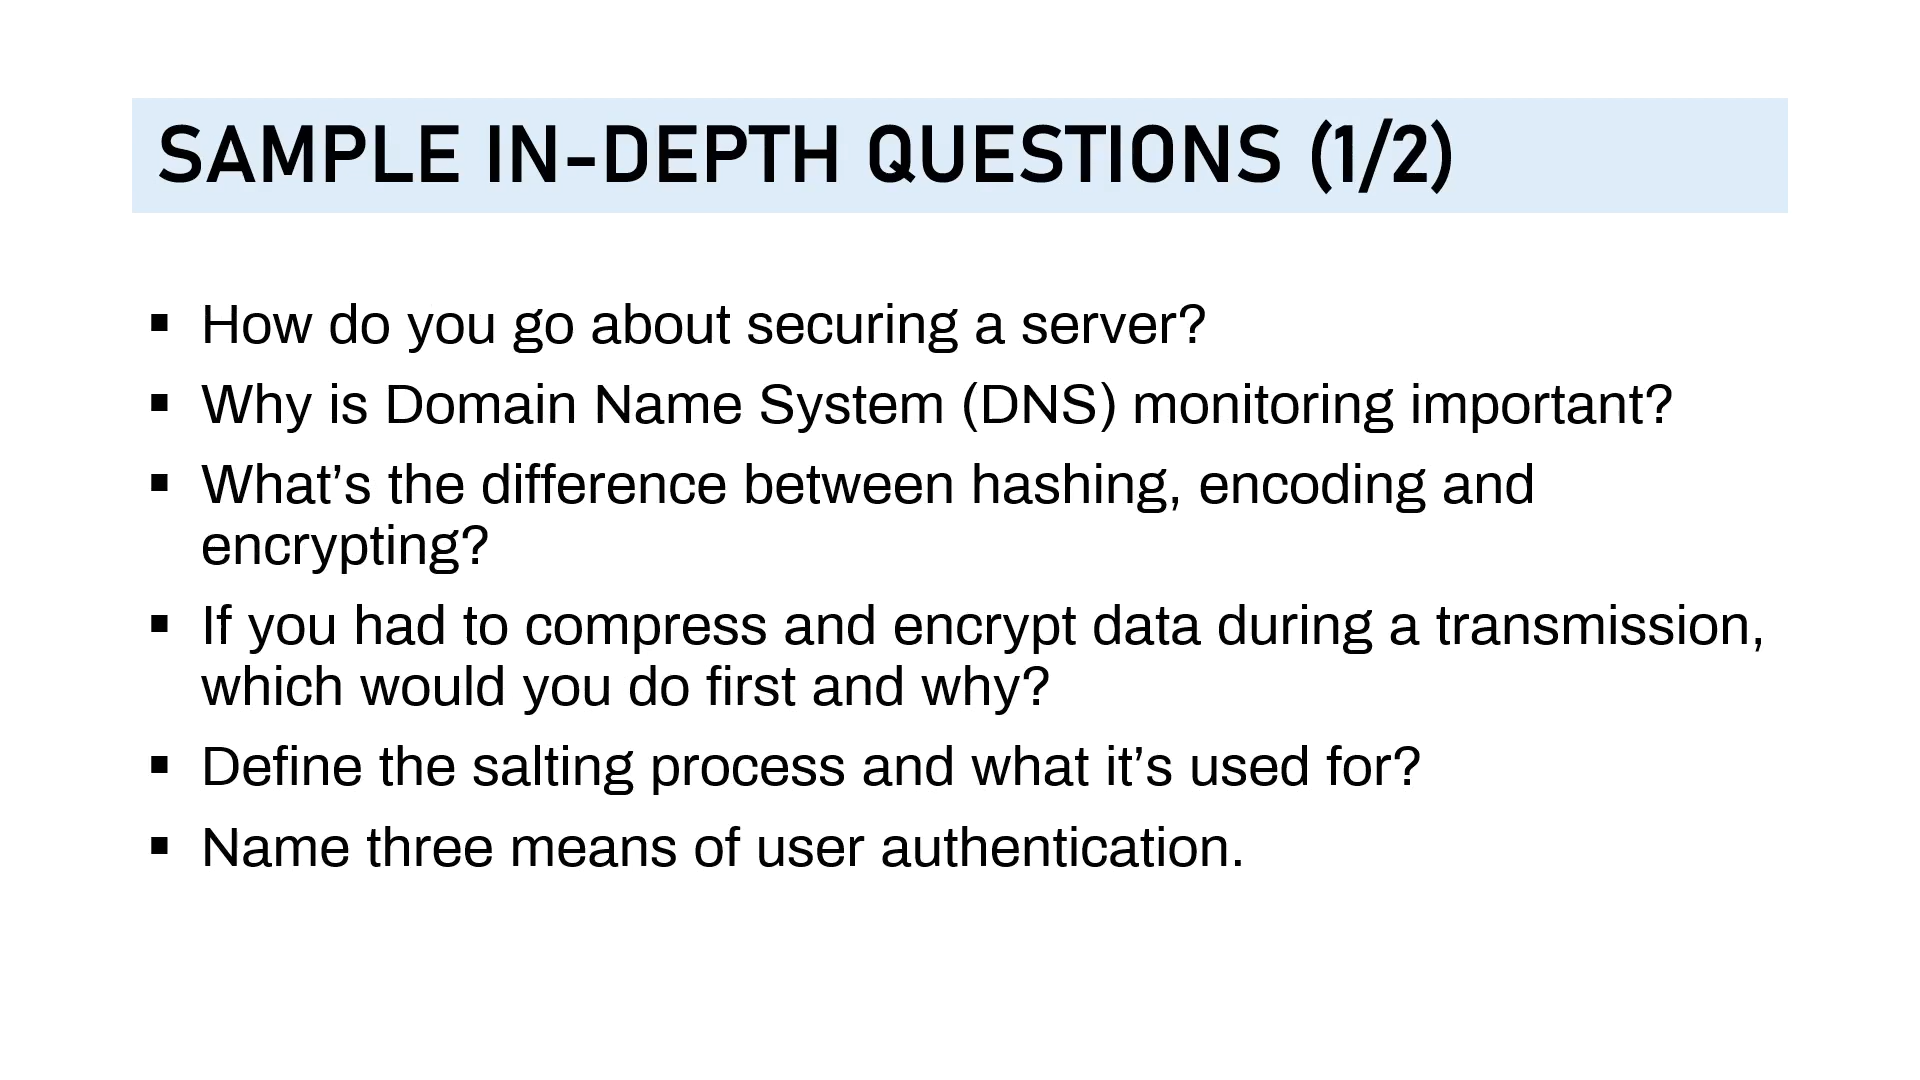 SAMPLE IN-DEPTH QUESTIONS (1/2)
▪ How do you go about securing a server?
▪ Why is Domain Name System (DNS) monitoring important?
▪ What’s the difference between hashing, encoding and
encrypting?
▪ If you had to compress and encrypt data during a transmission,
which would you do first and why?
▪ Define the salting process and what it’s used for?
▪ Name three means of user authentication.